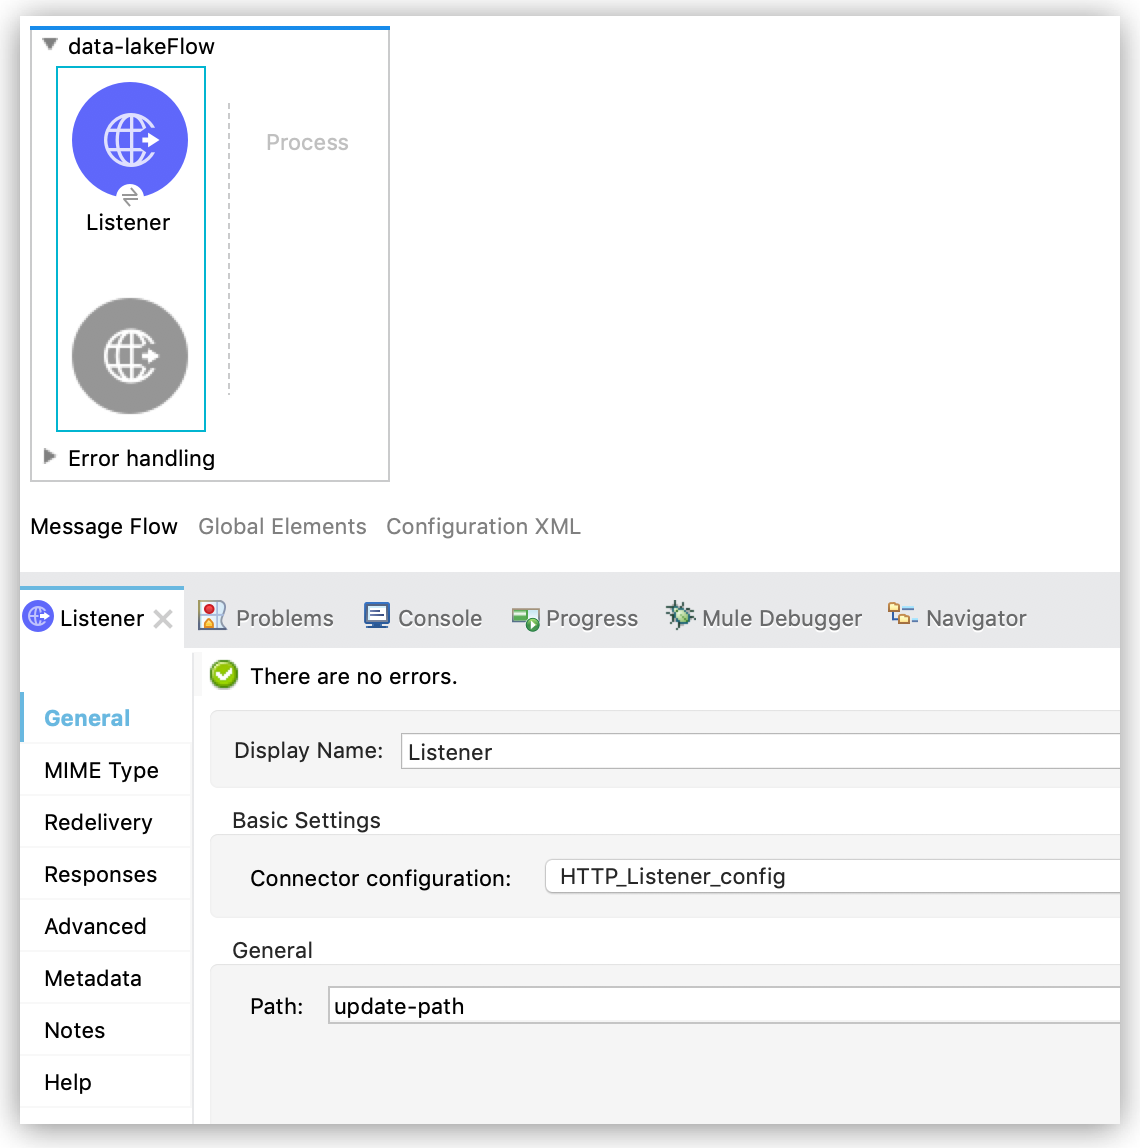 data-lakeFlow
Process
Listener
Error handling
Message Flow Global Elements Configuration XML
Listener Problems Console Progress Mule Debugger Navigator
There are no errors.
General
Display Name: Listener
MIME Type
Redelivery
Basic Settings
Responses
Connector configuration: HTTP_Listener_config
Advanced
General
Metadata
Path: update-path
Notes
Help